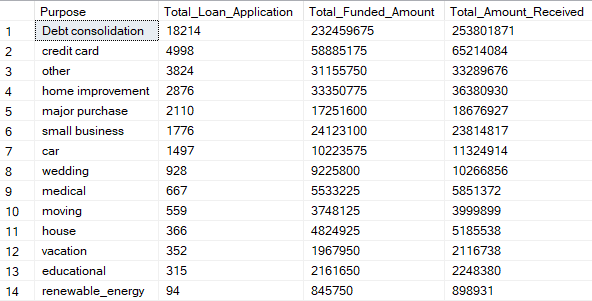 Purpose Total_Loan_Application Total_Funded_Amount Total_Amount_Received
1 Debt consolidation 18214 232459675 253801871
2 credit card 4998 58885175 65214084
3 other 3824 31155750 33289676
4 home improvement 2876 33350775 36380930
5 major purchase 2110 17251600 18676927
6 small business 1776 24123100 23814817
7 car 1497 10223575 11324914
8 wedding 928 9225800 10266856
9 medical 667 5533225 5851372
10 moving 559 3748125 3999899
11 house 366 4824925 5185538
12 vacation 352 1967950 2116738
13 educational 315 2161650 2248380
14 renewable_energy 94 845750 898931